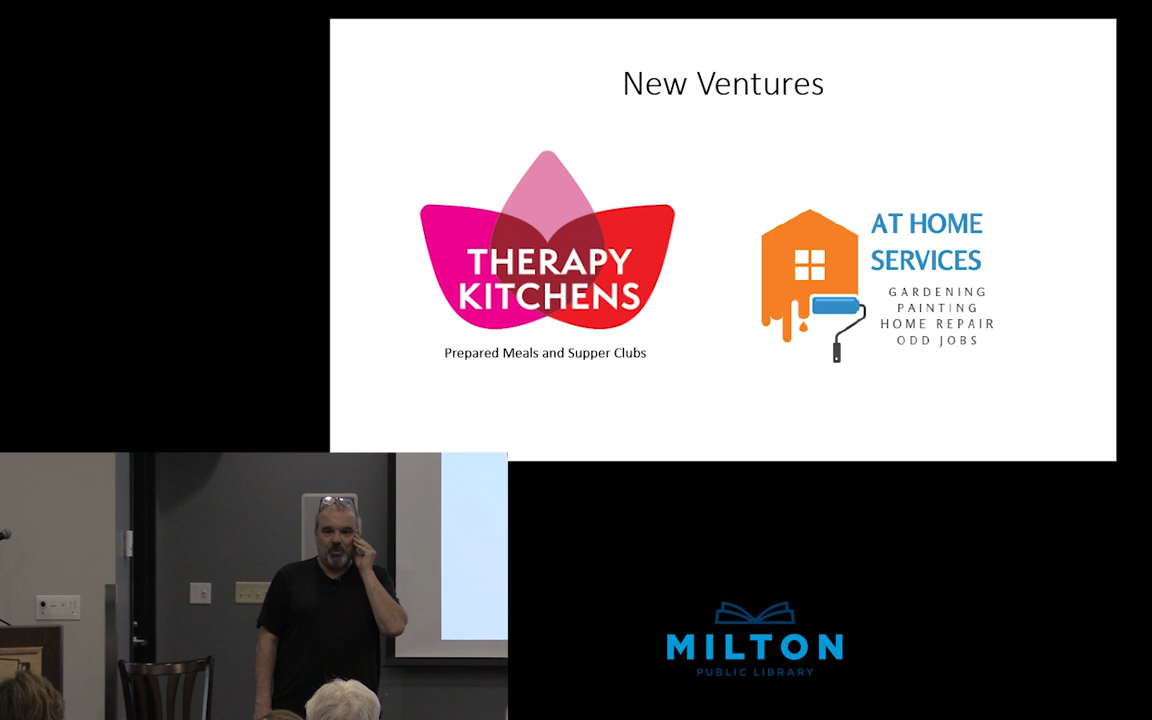 New Ventures
THERAPY
KITCHENS
Prepared Meals and Supper Clubs
AT HOME
SERVICES
GARDENING
PAINTING
HOME REPAIR
ODD JOBS
MILTON
PUBLIC LIBRARY